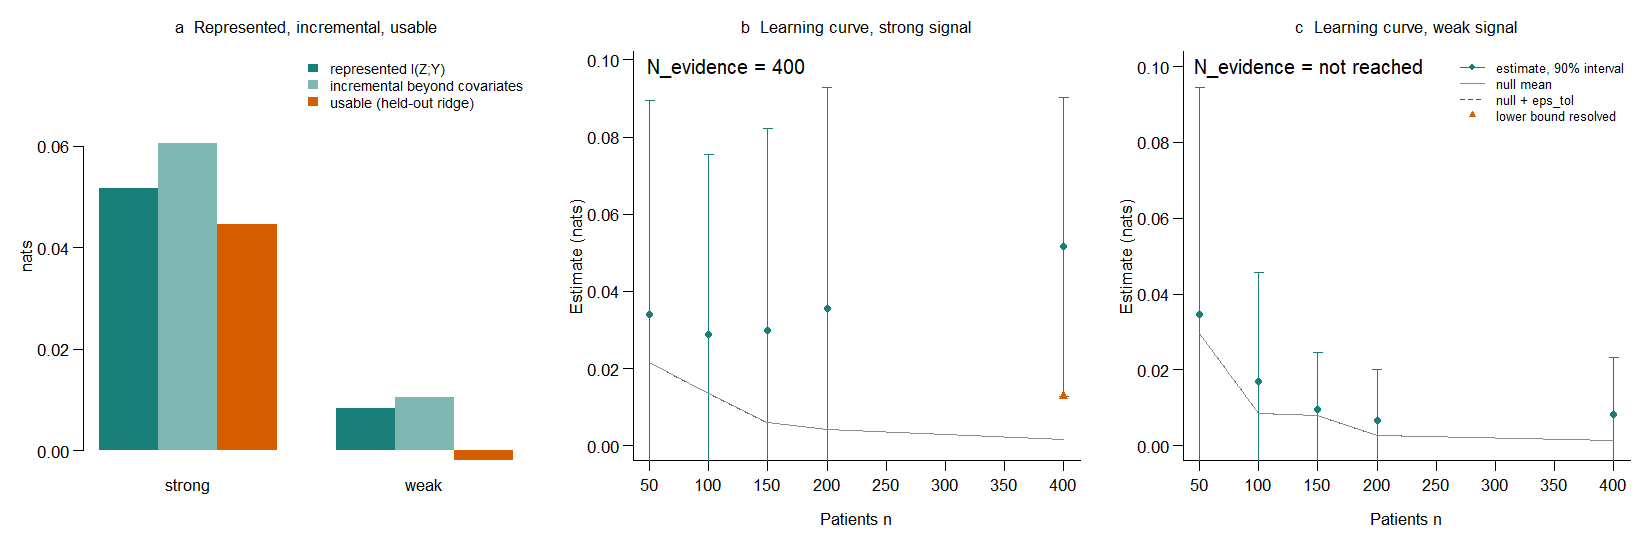 a Represented, incremental, usable
represented I(Z;Y)
incremental beyond covariates
usable (held-out ridge)
nats
0.06
0.04
0.02
0.00
strong
weak
b Learning curve, strong signal
N_evidence = 400
Estimate (nats)
0.10
0.08
0.06
0.04
0.02
0.00
50 100 150 200 250 300 350 400
Patients n
c Learning curve, weak signal
N_evidence = not reached
estimate, 90% interval
null mean
null + eps_tol
lower bound resolved
Estimate (nats)
0.10
0.08
0.06
0.04
0.02
0.00
50 100 150 200 250 300 350 400
Patients n